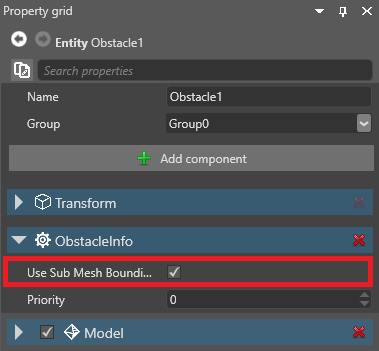 Property grid
Entity Obstacle1
Search properties
Name Obstacle1
Group Group0
Add component
Transform
ObstacleInfo
Use Sub Mesh Boundi...
Priority 0
Model